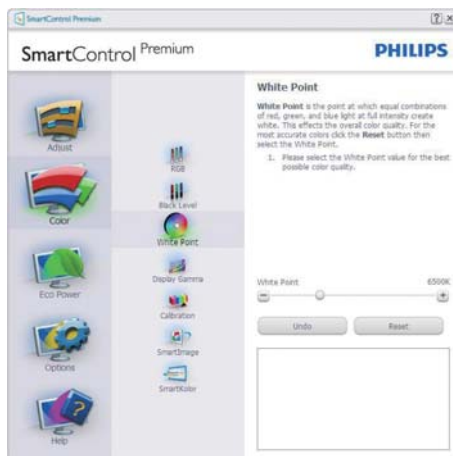 SmartControl Premium
SmartControl Premium
PHILIPS
Adjust
Color
Eco Power
Options
Help
RGB
Black Level
White Point
Display Gamma
Calibration
SmartImage
SmartKolor
White Point
White Point is the point at which equal combinations
of red, green, and blue light at full intensity create
white. This effects the overall color quality. For the
most accurate colors click the Reset button then
select the White Point.
1. Please select the White Point value for the best
possible color quality.
White Point 6500K
Undo Reset